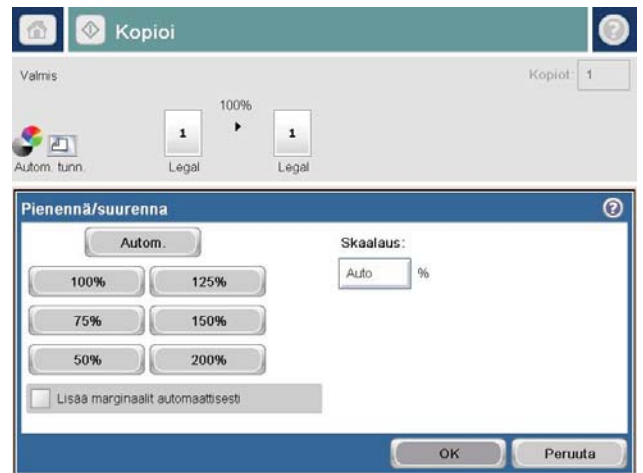 Kopioi
Valmis
Kopiot: 1
100%
1 1
Autom. tunn. Legal Legal
Pienennä/suurenna
Autom. Skaalaus:
100% 125% Auto %
75% 150%
50% 200%
Lisää marginaalit automaattisesti
OK Peruuta